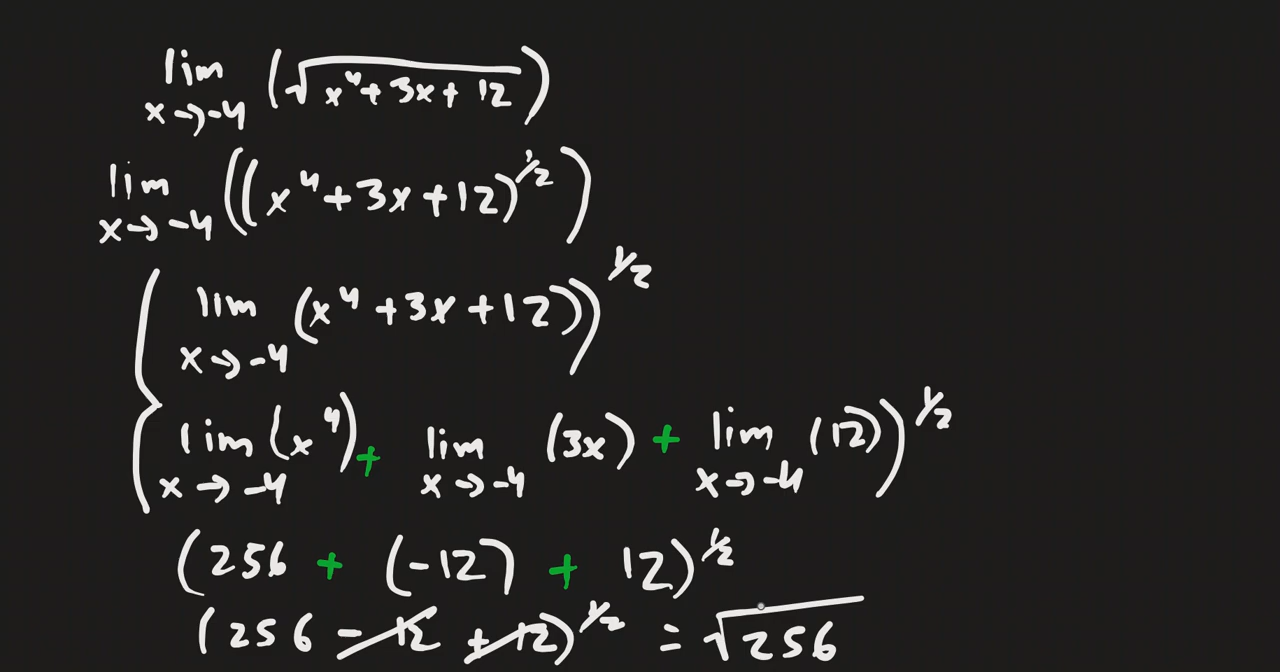 lim x→-4 (√(x⁴+3x+12))
lim x→-4 ((x⁴+3x+12)^1/2)
(lim x→-4 (x⁴+3x+12))^1/2
(lim x→-4 (x⁴) + lim x→-4 (3x) + lim x→-4 (12))^1/2
(256 + (-12) + 12)^1/2
(256 - 12 + 12)^1/2 = √256